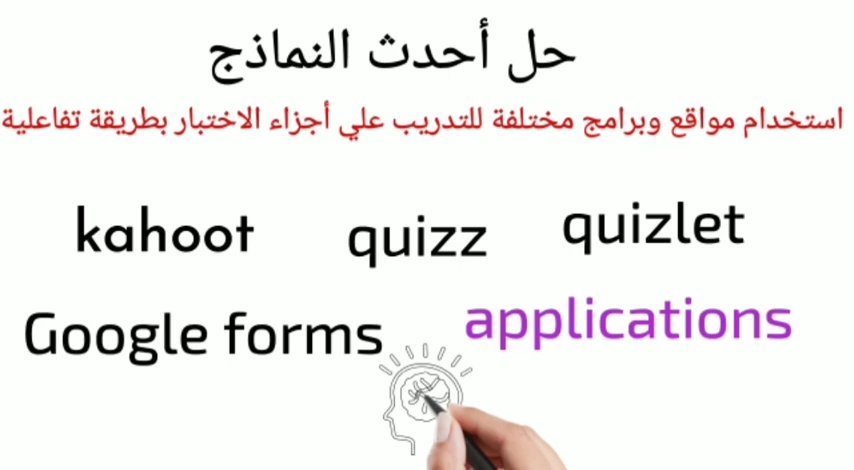 حل أحدث النماذج
استخدام مواقع وبرامج مختلفة للتدريب علي أجزاء الاختبار بطريقة تفاعلية
kahoot quizz quizlet
Google forms applications